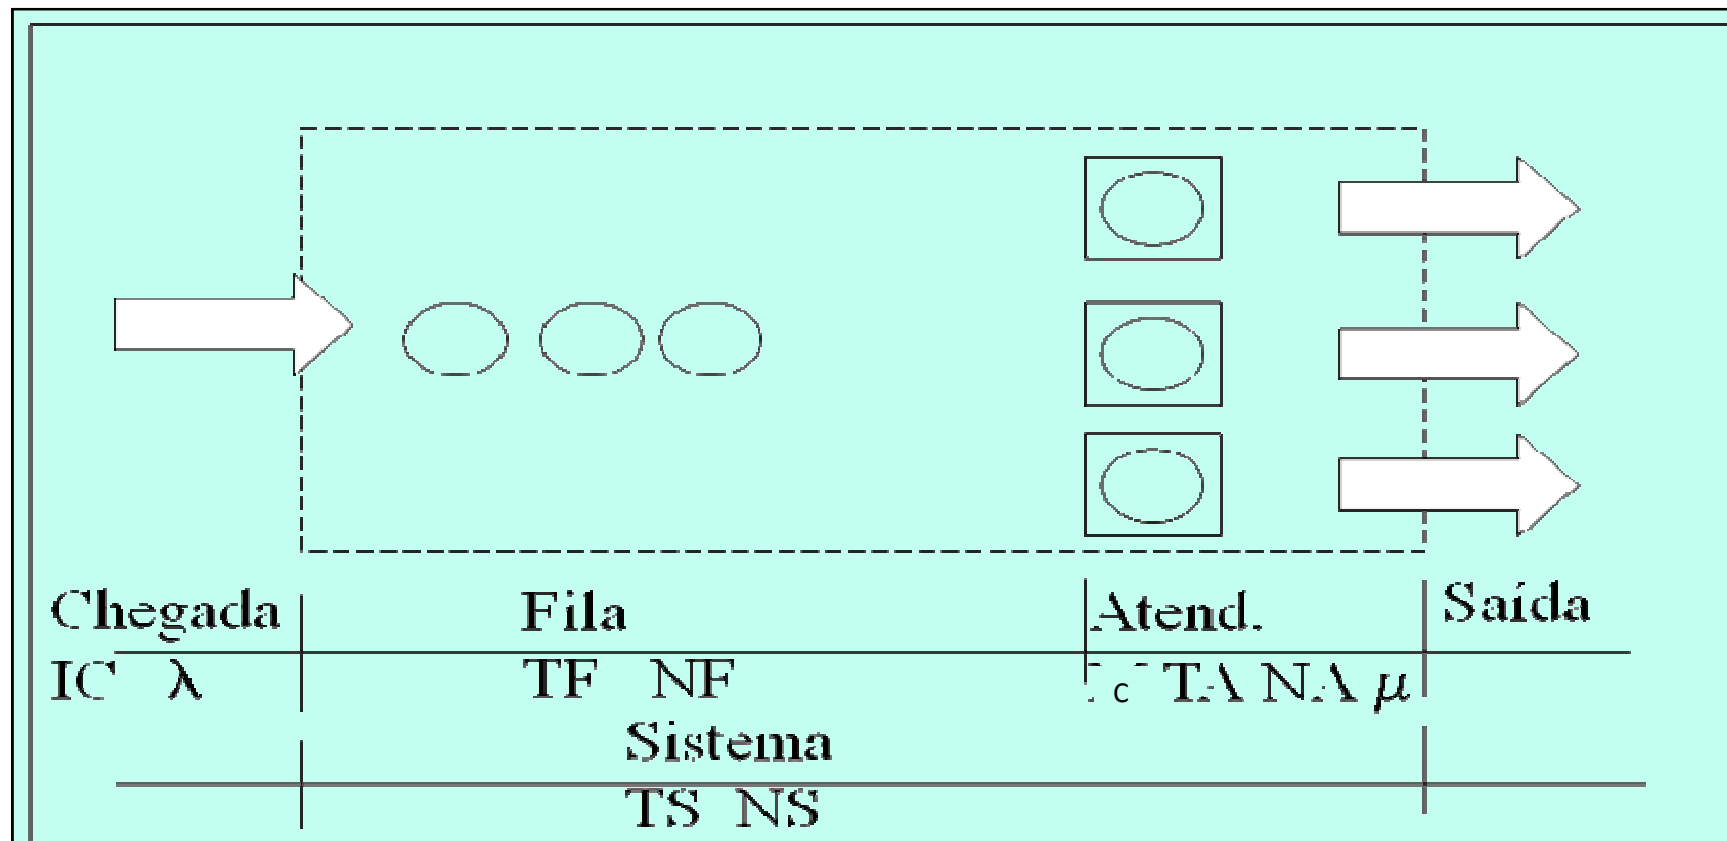 Chegada Fila Atend. Saída
IC λ TF NF c TA NA μ
Sistema
TS NS